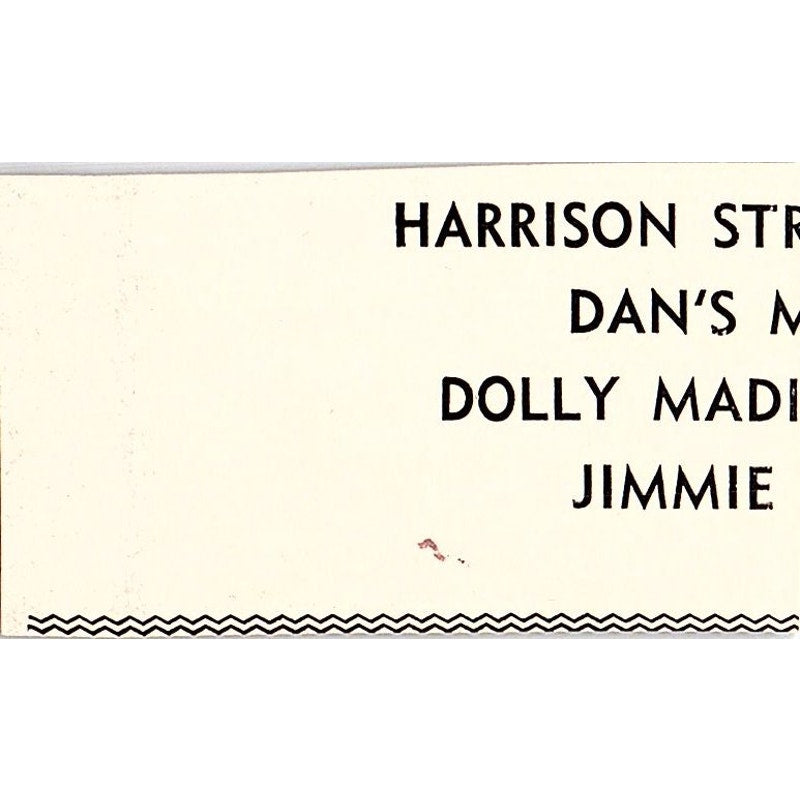 HARRISON STR
DAN'S M
DOLLY MADI
JIMMIE